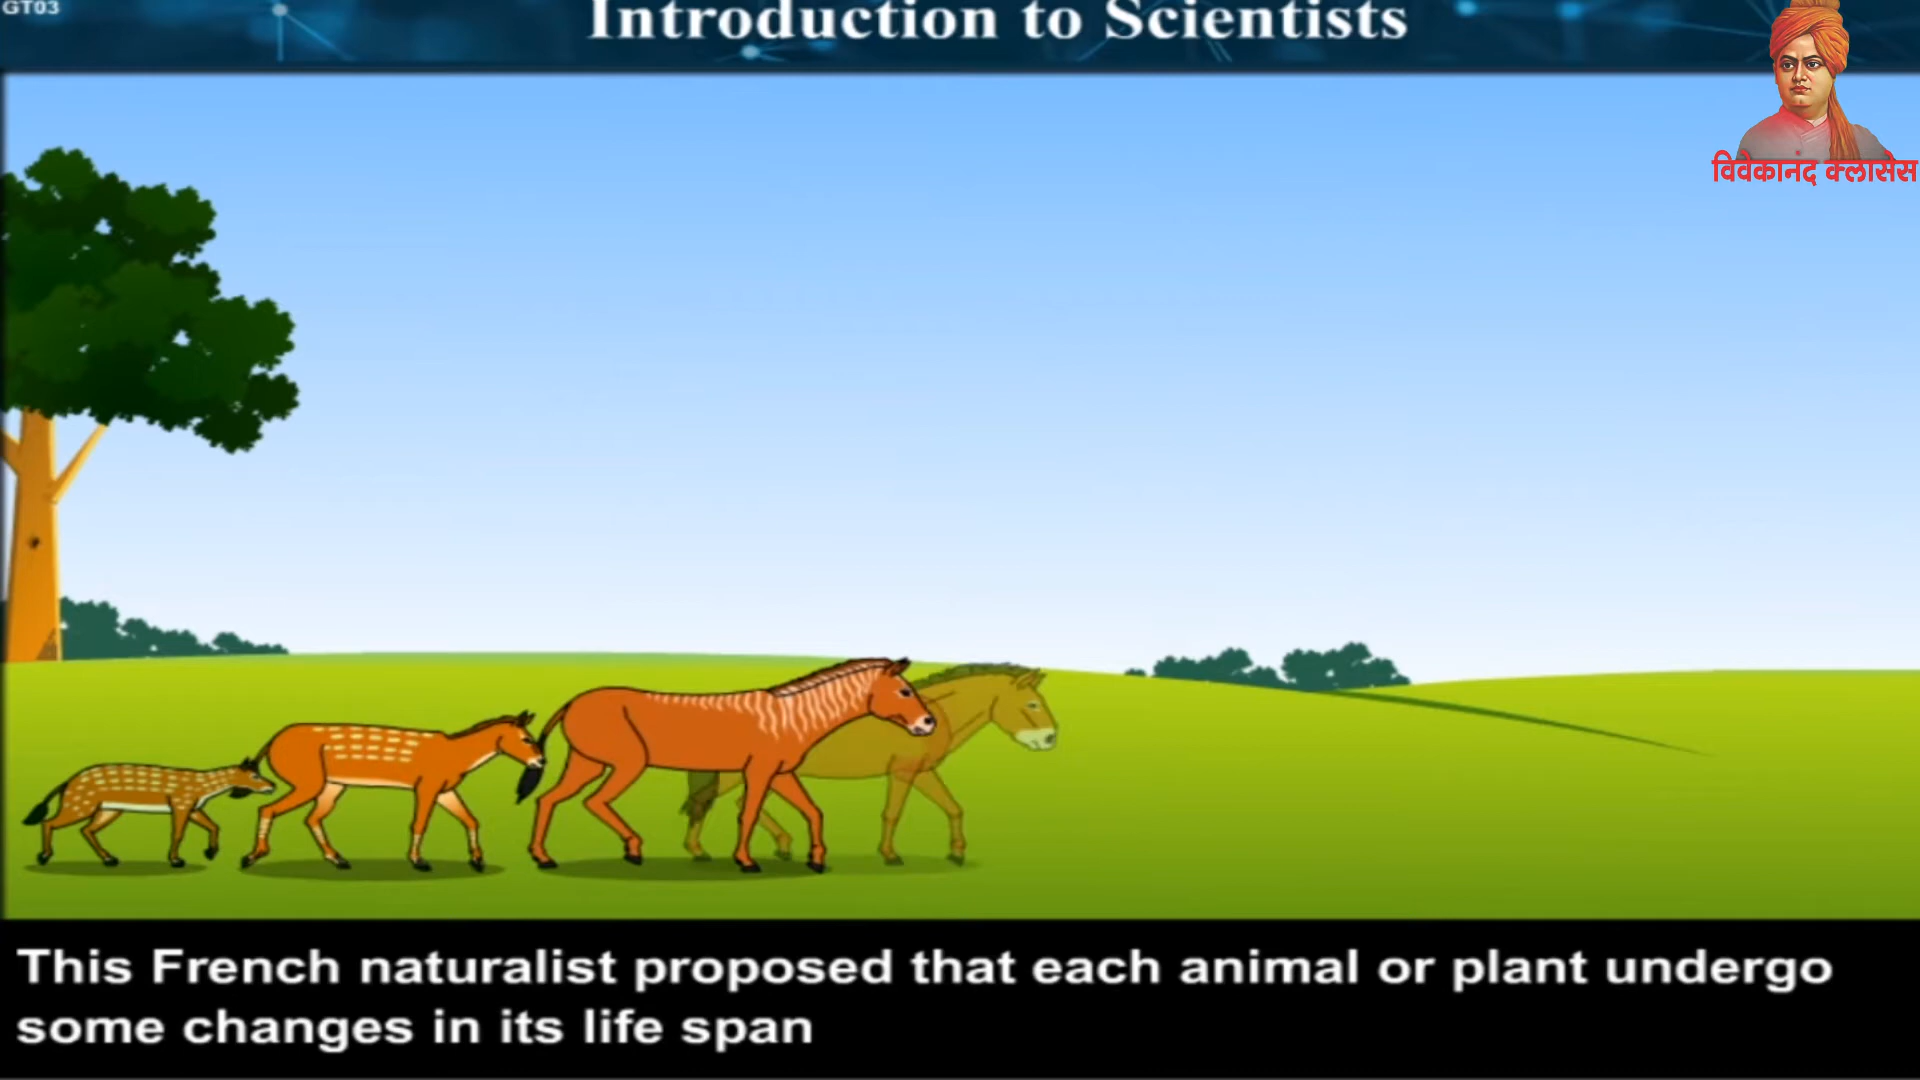 GT03
Introduction to Scientists
विवेकानंद क्लासेस
This French naturalist proposed that each animal or plant undergo
some changes in its life span